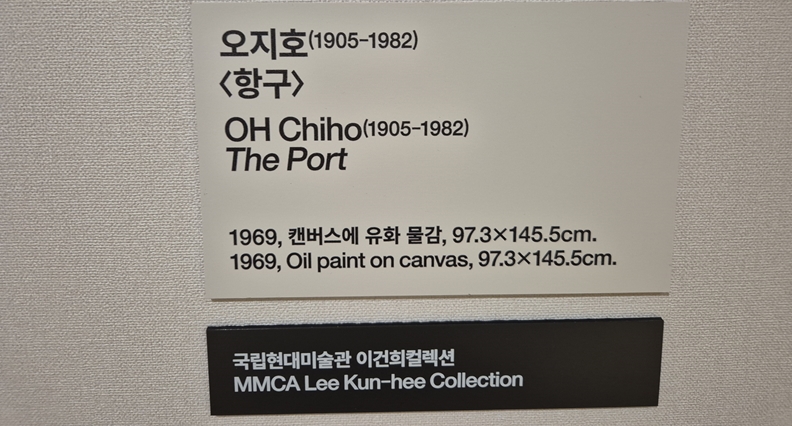 오지호(1905-1982)
〈항구〉
OH Chiho(1905-1982)
The Port
1969, 캔버스에 유화 물감, 97.3×145.5cm.
1969, Oil paint on canvas, 97.3×145.5cm.
국립현대미술관 이건희컬렉션
MMCA Lee Kun-hee Collection